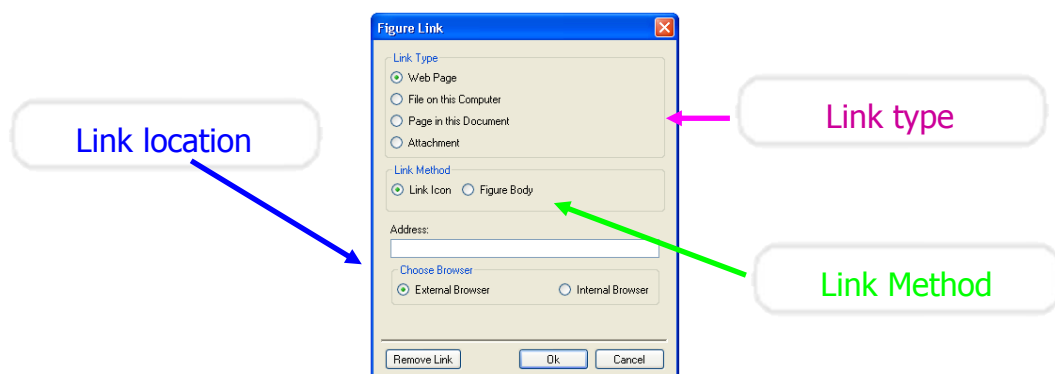 Figure Link
Link Type
Web Page
File on this Computer
Page in this Document
Attachment
Link Method
Link Icon Figure Body
Address:
Choose Browser
External Browser Internal Browser
Remove Link Ok Cancel
Link location
Link type
Link Method